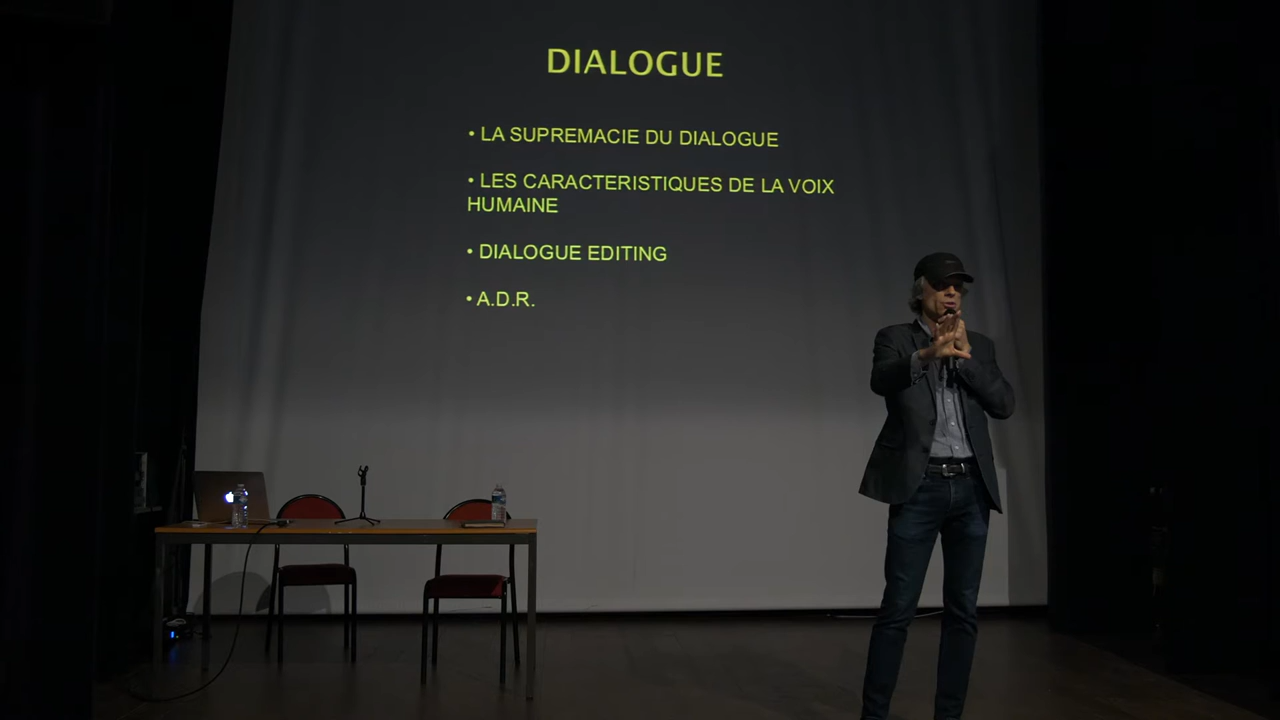 DIALOGUE
• LA SUPREMACIE DU DIALOGUE
• LES CARACTERISTIQUES DE LA VOIX
HUMAINE
• DIALOGUE EDITING
• A.D.R.